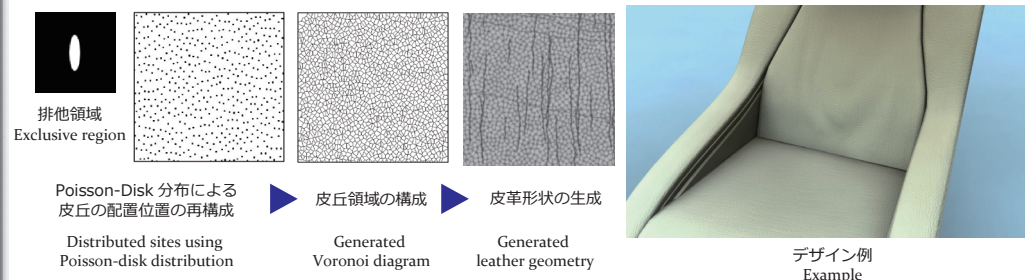 排他領域
Exclusive region
Poisson-Disk 分布による
皮丘の配置位置の再構成
Distributed sites using
Poisson-disk distribution
皮丘領域の構成
Generated
Voronoi diagram
皮革形状の生成
Generated
leather geometry
デザイン例
Example